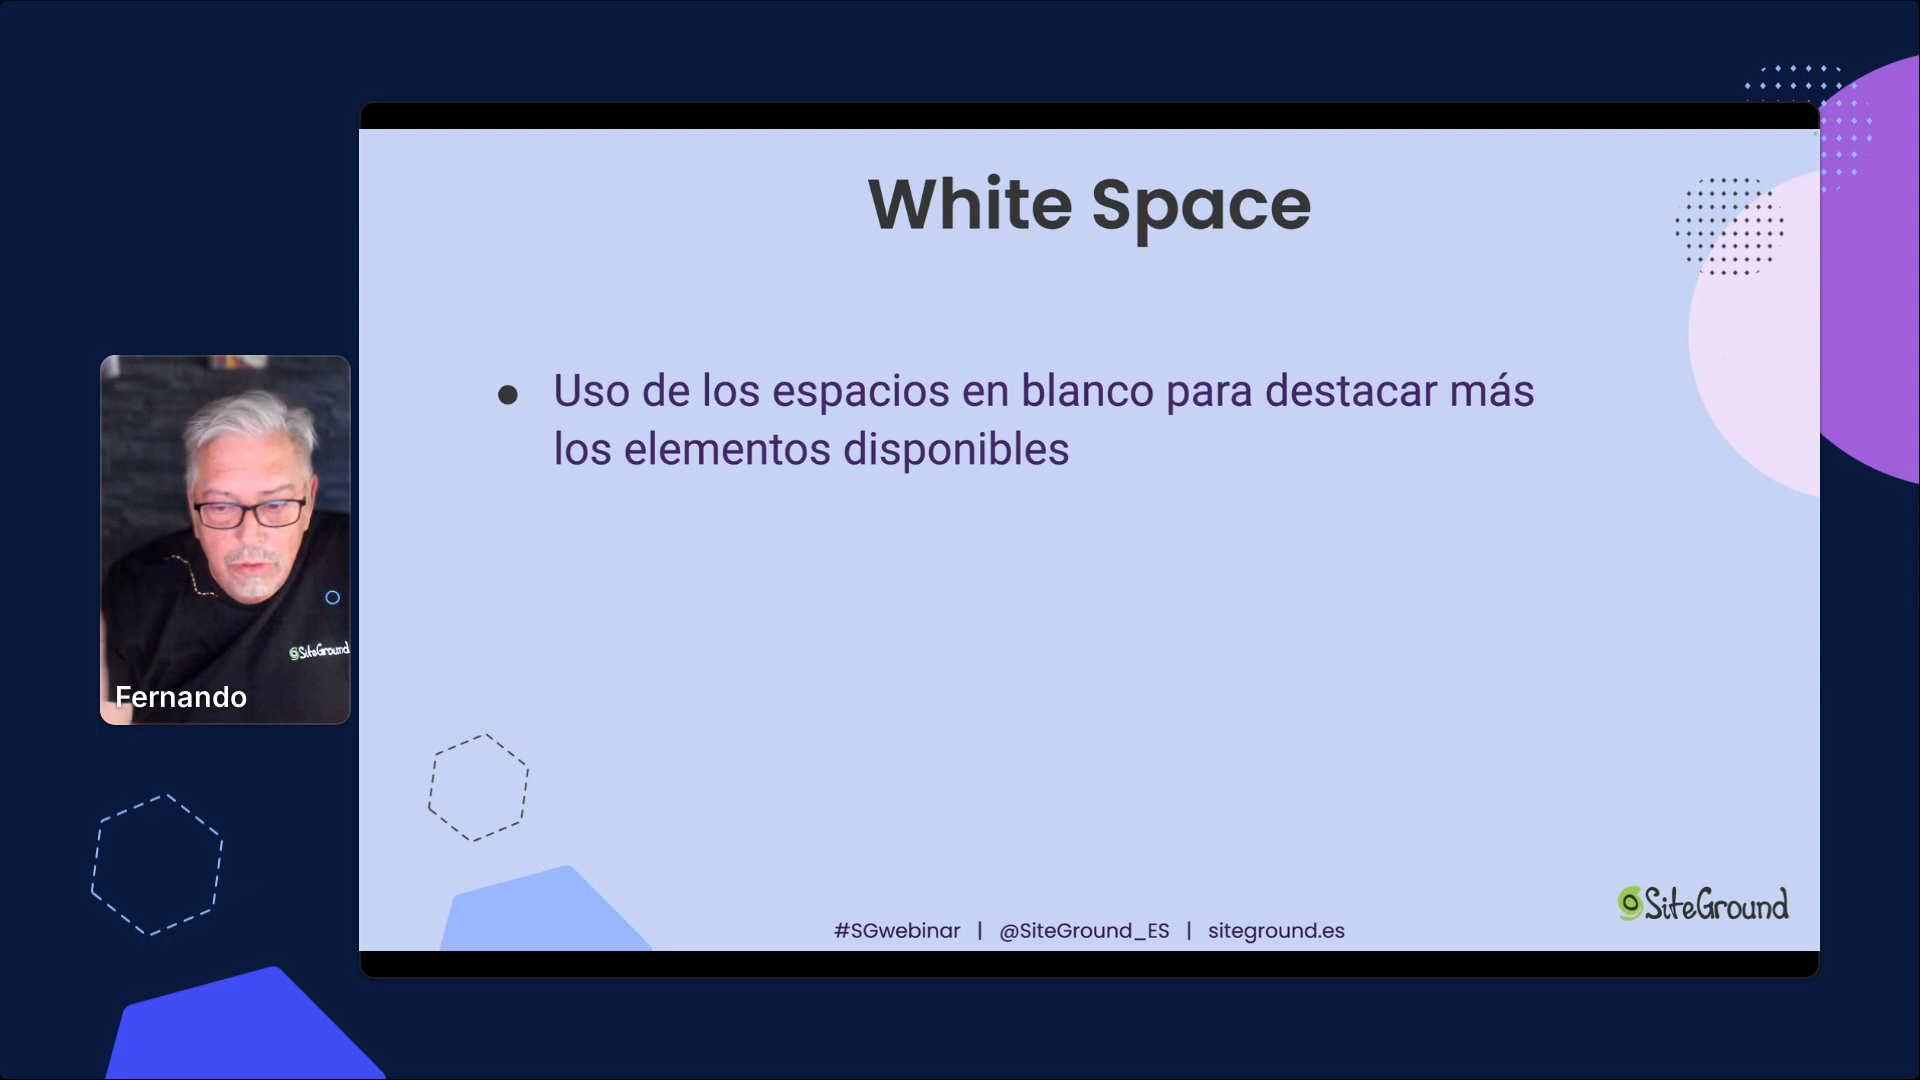 White Space
● Uso de los espacios en blanco para destacar más
los elementos disponibles
SiteGround
Fernando
#SGwebinar | @SiteGround_ES | siteground.es
SiteGround